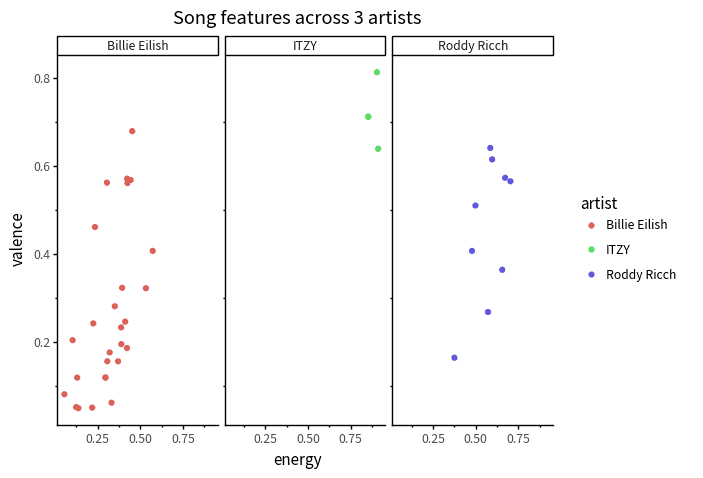 Song features across 3 artists
Billie Eilish
ITZY
Roddy Ricch
0.8
0.6
0.4
0.2
valence
0.25 0.50 0.75
0.25 0.50 0.75
0.25 0.50 0.75
energy
artist
Billie Eilish
ITZY
Roddy Ricch